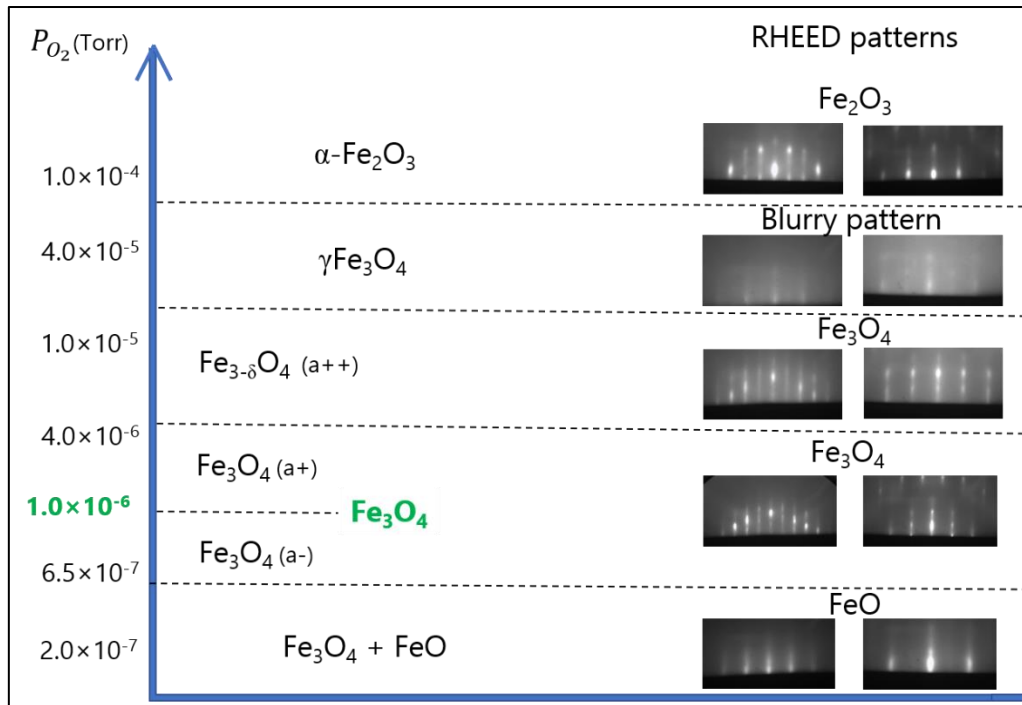 P_O₂ (Torr)
RHEED patterns
Fe₂O₃
α-Fe₂O₃
1.0×10⁻⁴
Blurry pattern
4.0×10⁻⁵
γFe₃O₄
1.0×10⁻⁵
Fe₃O₄
Fe₃₋δO₄ (a++)
4.0×10⁻⁶
Fe₃O₄
Fe₃O₄ (a+)
1.0×10⁻⁶
Fe₃O₄
Fe₃O₄ (a-)
6.5×10⁻⁷
FeO
2.0×10⁻⁷
Fe₃O₄ + FeO